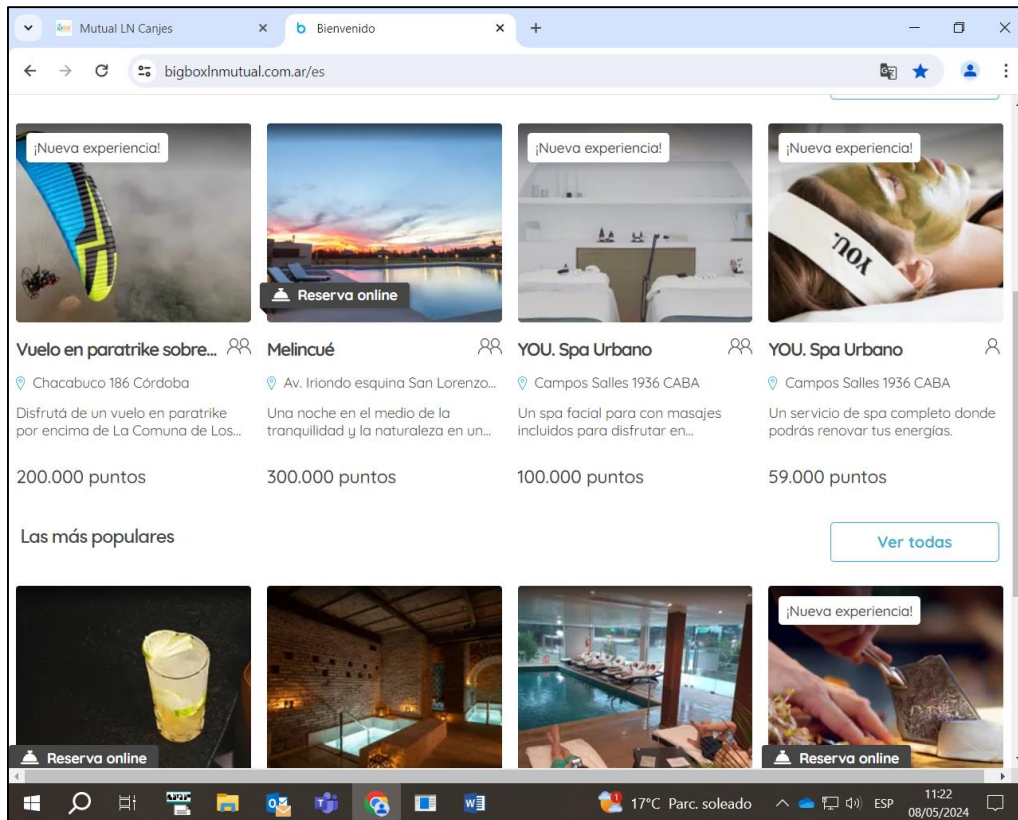 Mutual LN Canjes
Bienvenido
bigboxlnmutual.com.ar/es
¡Nueva experiencia!
¡Nueva experiencia!
¡Nueva experiencia!
YOU.
Reserva online
Vuelo en paratrike sobre...
Melincué
YOU. Spa Urbano
YOU. Spa Urbano
Chacabuco 186 Córdoba
Av. Iriondo esquina San Lorenzo...
Campos Salles 1936 CABA
Campos Salles 1936 CABA
Disfrutá de un vuelo en paratrike
por encima de La Comuna de Los...
Una noche en el medio de la
tranquilidad y la naturaleza en un...
Un spa facial para con masajes
incluidos para disfrutar en...
Un servicio de spa completo donde
podrás renovar tus energías.
200.000 puntos
300.000 puntos
100.000 puntos
59.000 puntos
Las más populares
Ver todas
¡Nueva experiencia!
Reserva online
Reserva online
17°C Parc. soleado
ESP
11:22
08/05/2024